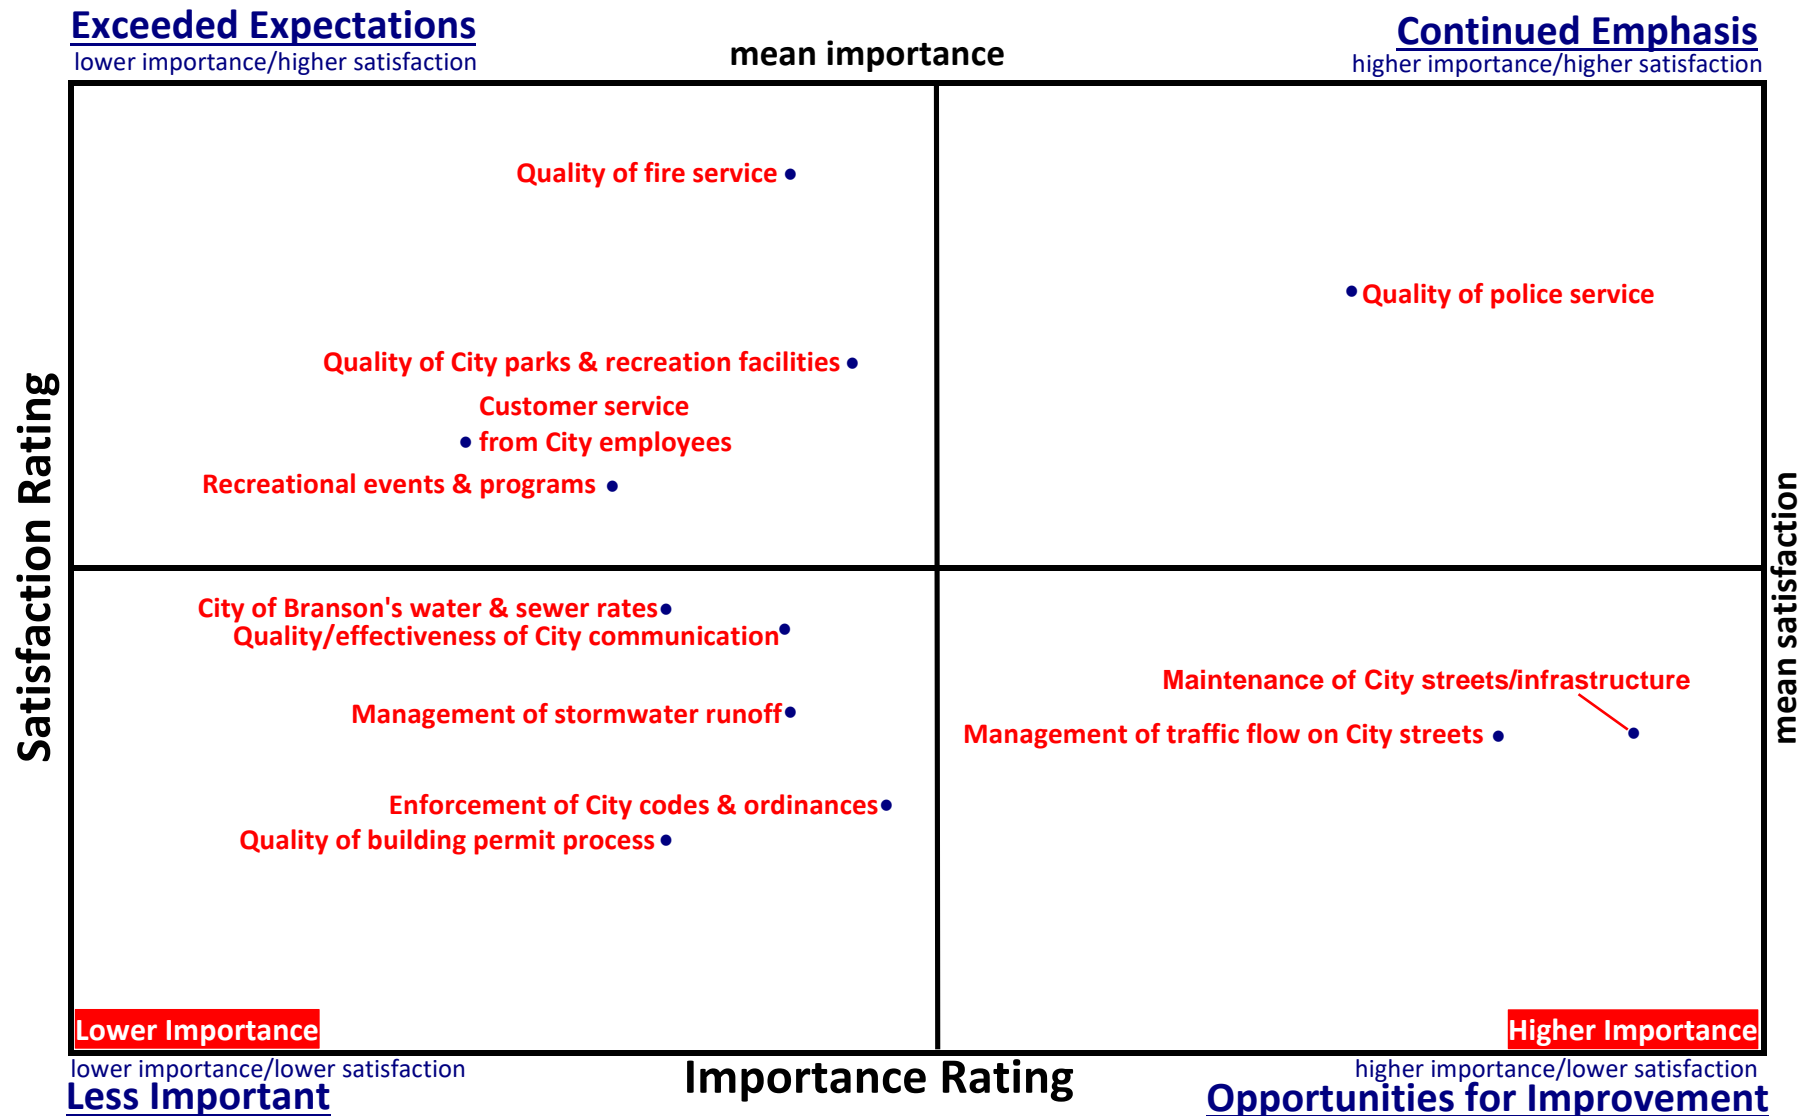 Exceeded Expectations
lower importance/higher satisfaction
mean importance
Continued Emphasis
higher importance/higher satisfaction
Quality of fire service
Quality of police service
Quality of City parks & recreation facilities
Customer service
from City employees
Recreational events & programs
Satisfaction Rating
mean satisfaction
City of Branson's water & sewer rates
Quality/effectiveness of City communication
Maintenance of City streets/infrastructure
Management of stormwater runoff
Management of traffic flow on City streets
Enforcement of City codes & ordinances
Quality of building permit process
Lower Importance
Higher Importance
lower importance/lower satisfaction
Less Important
Importance Rating
higher importance/lower satisfaction
Opportunities for Improvement